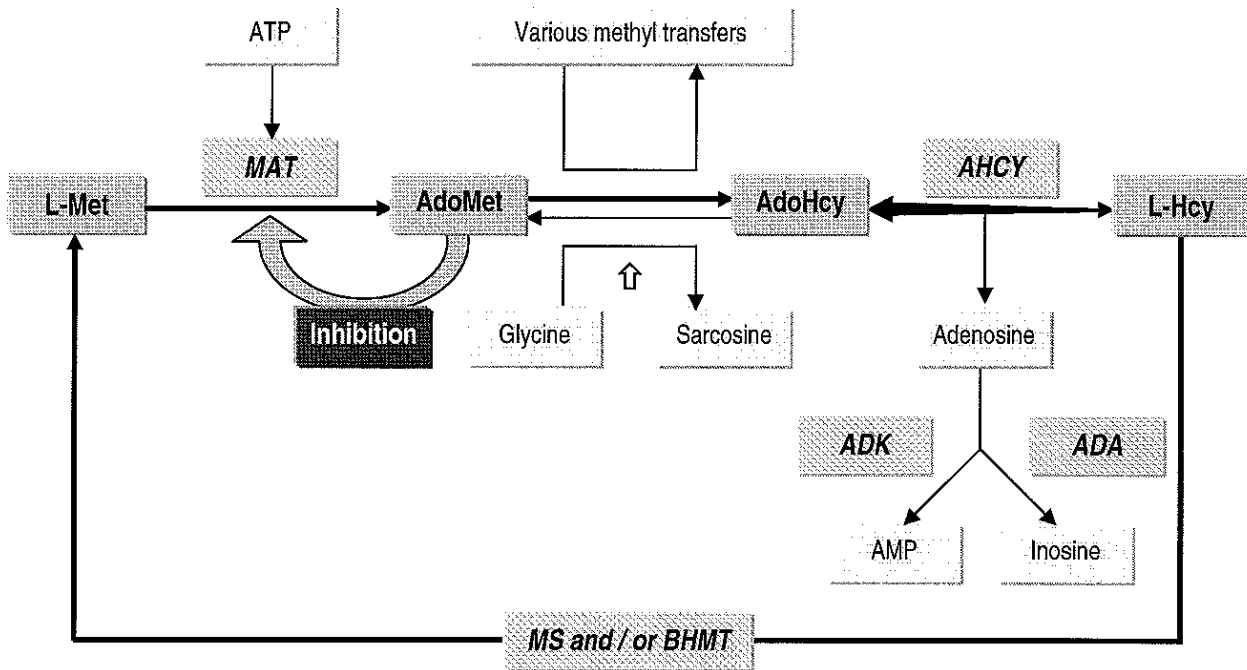 ATP
Various methyl transfers
MAT
AHCY
L-Met
AdoMet
AdoHcy
L-Hcy
Inhibition
Glycine
Sarcosine
Adenosine
ADK
ADA
AMP
Inosine
MS and / or BHMT